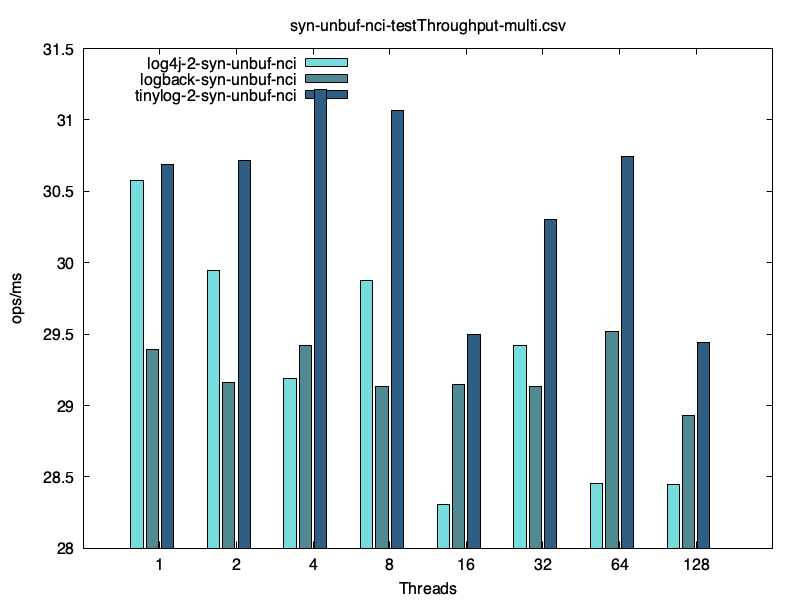 syn-unbuf-nci-testThroughput-multi.csv
log4j-2-syn-unbuf-nci
logback-syn-unbuf-nci
tinylog-2-syn-unbuf-nci
31.5
31
30.5
30
29.5
29
28.5
28
ops/ms
1 2 4 8 16 32 64 128
Threads